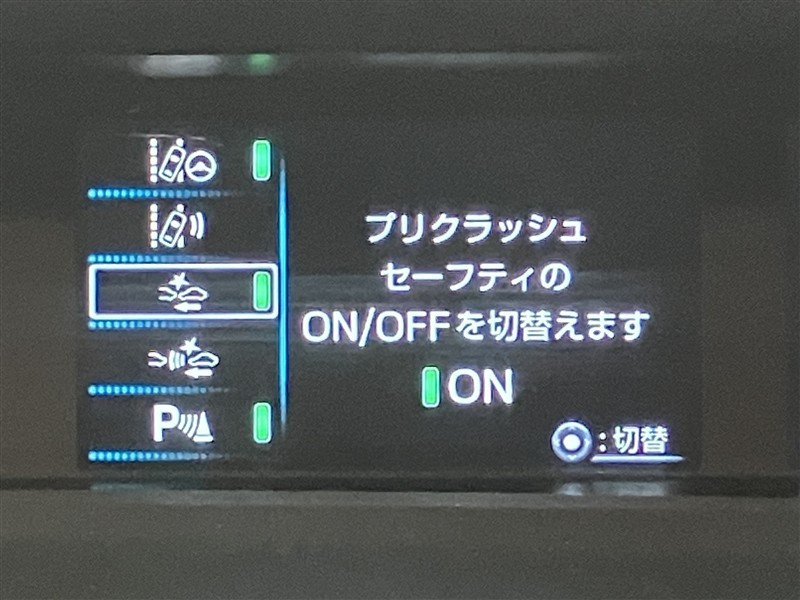 プリクラッシュ
セーフティの
ON/OFFを切替えます
ON
P
:切替